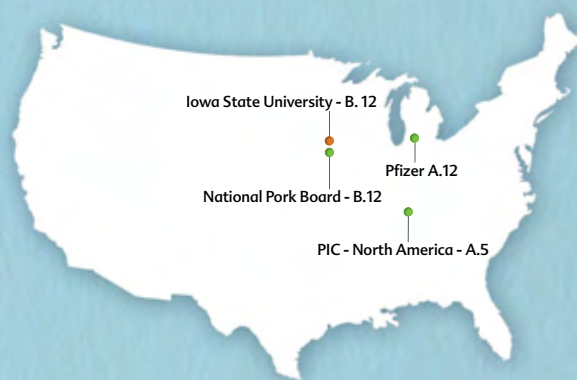 Iowa State University - B. 12
Pfizer A.12
National Pork Board - B.12
PIC - North America - A.5